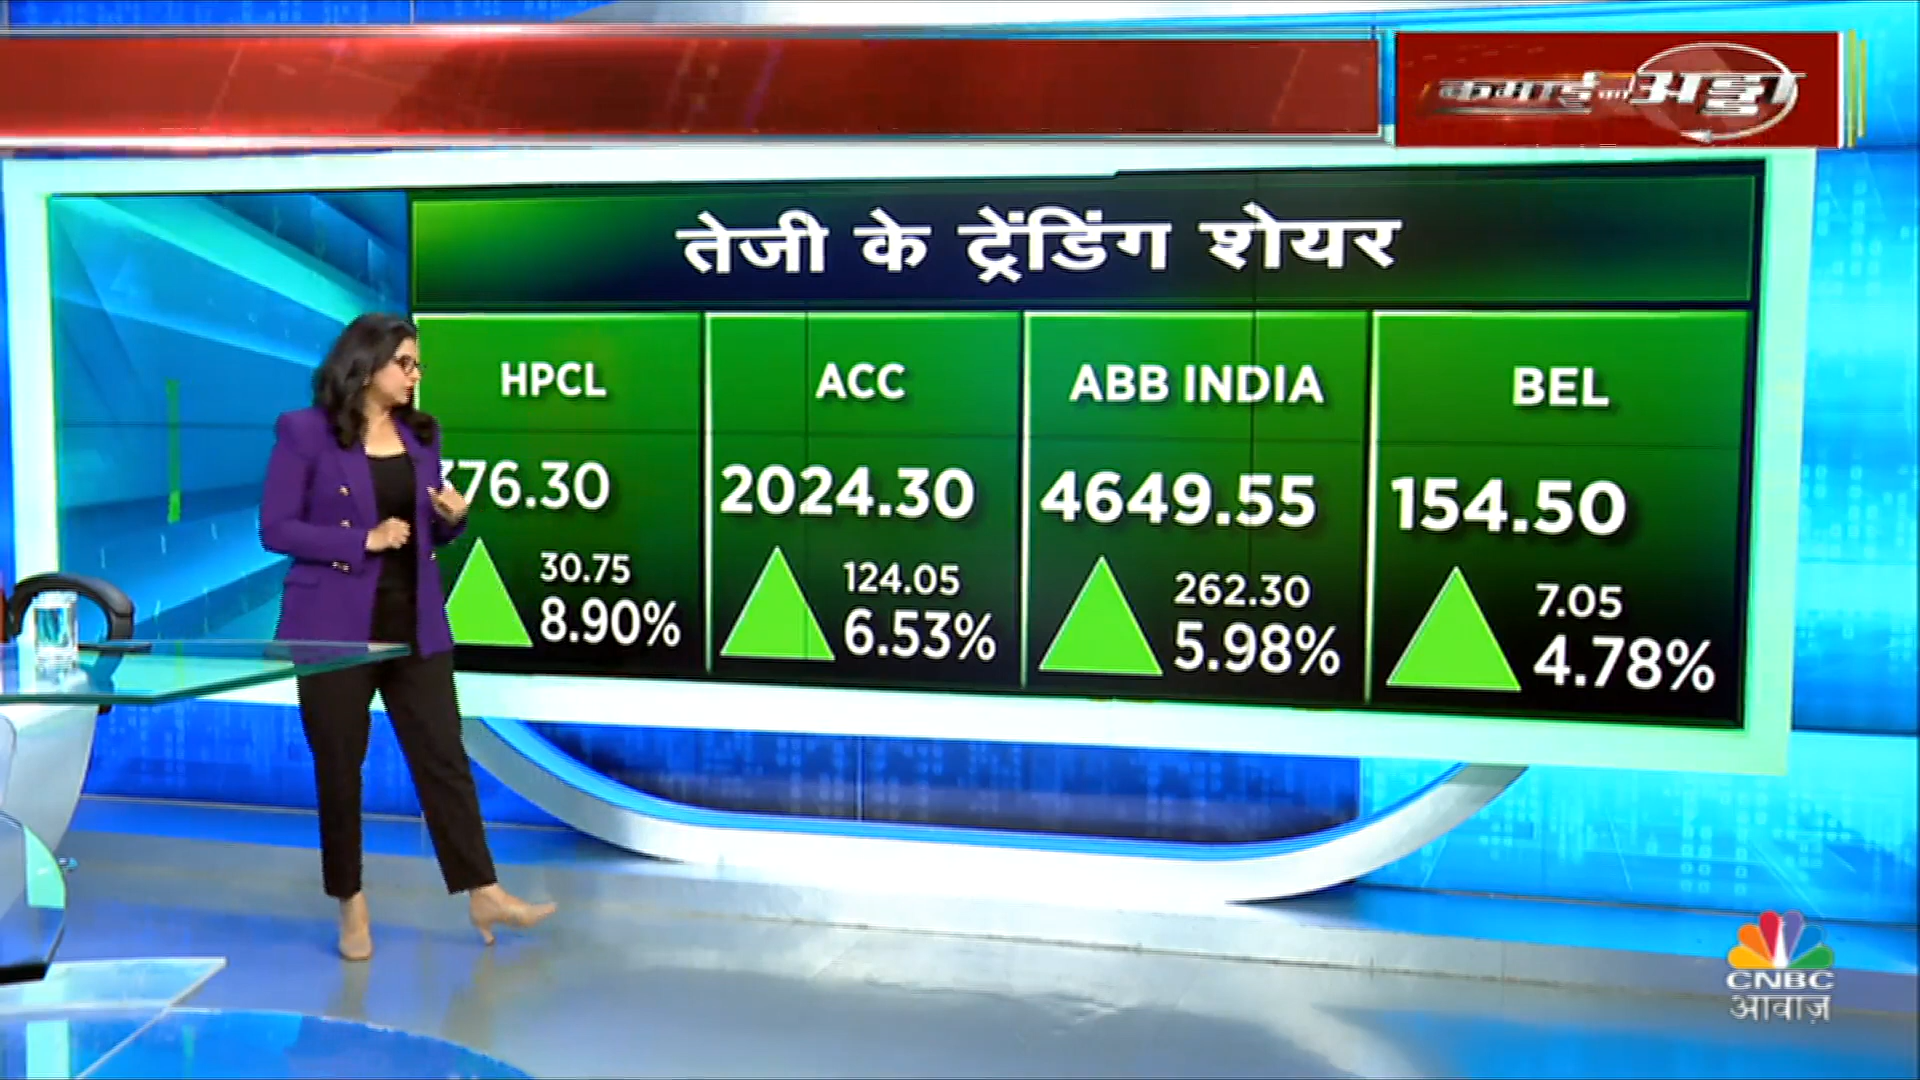 कमाई का अड्डा
तेजी के ट्रेंडिंग शेयर
HPCL
376.30
30.75
8.90%
ACC
2024.30
124.05
6.53%
ABB INDIA
4649.55
262.30
5.98%
BEL
154.50
7.05
4.78%
CNBC
आवाज़